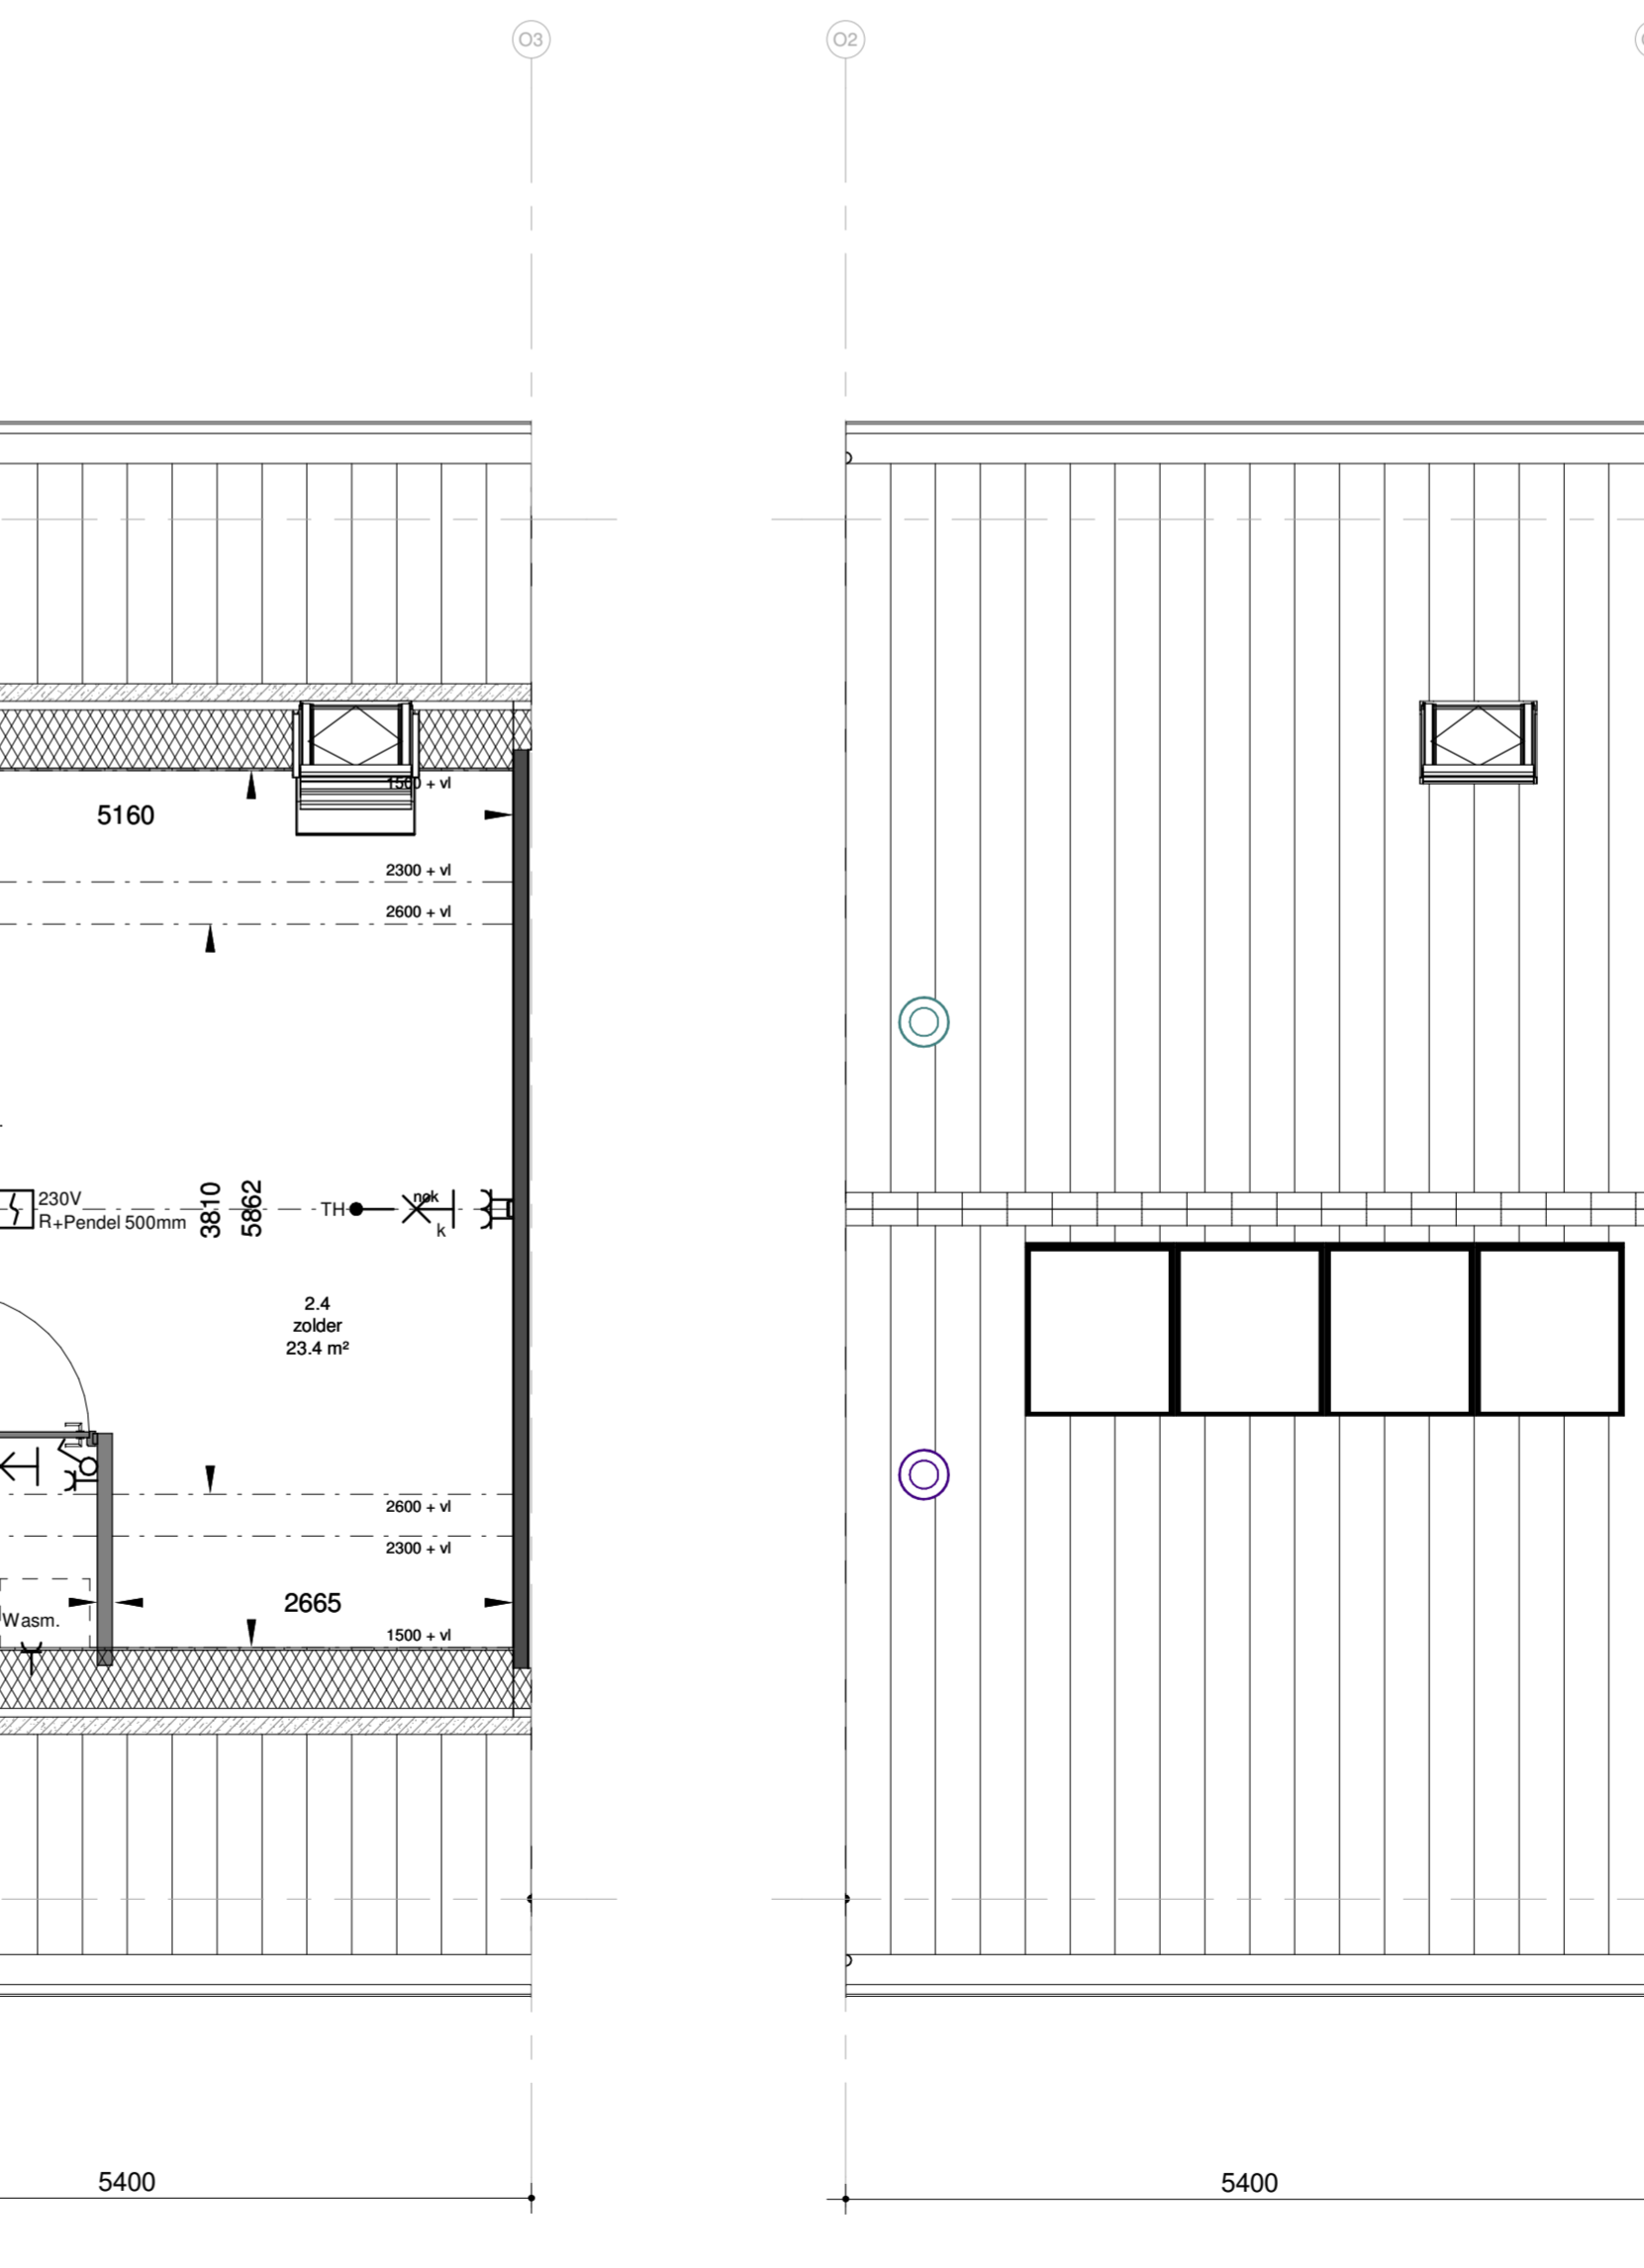 O3
O2
1500 + vl
5160
2300 + vl
2600 + vl
230V
R+Pendel 500mm
3810
5862
TH
nok
k
2.4
zolder
23.4 m²
2600 + vl
2300 + vl
2665
Wasm.
1500 + vl
5400
5400